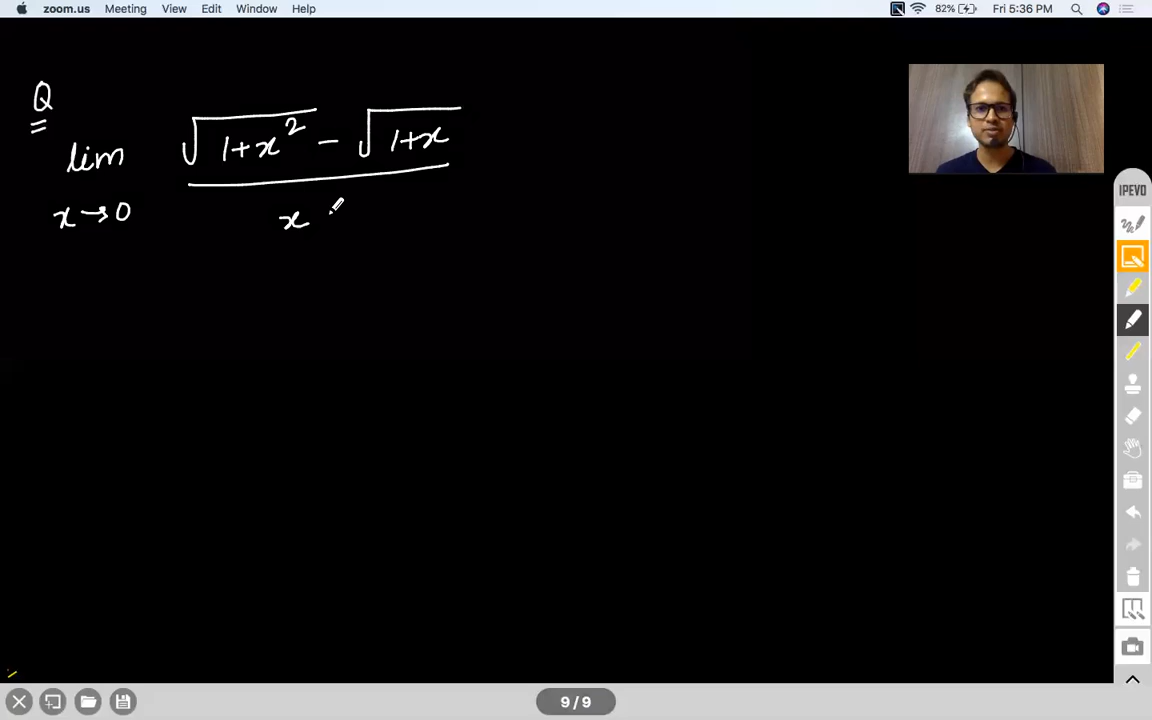 zoom.us Meeting View Edit Window Help 82% Fri 5:36 PM
Q
lim √(1+x²) - √(1+x)
x→0 x
IPEVO
9 / 9